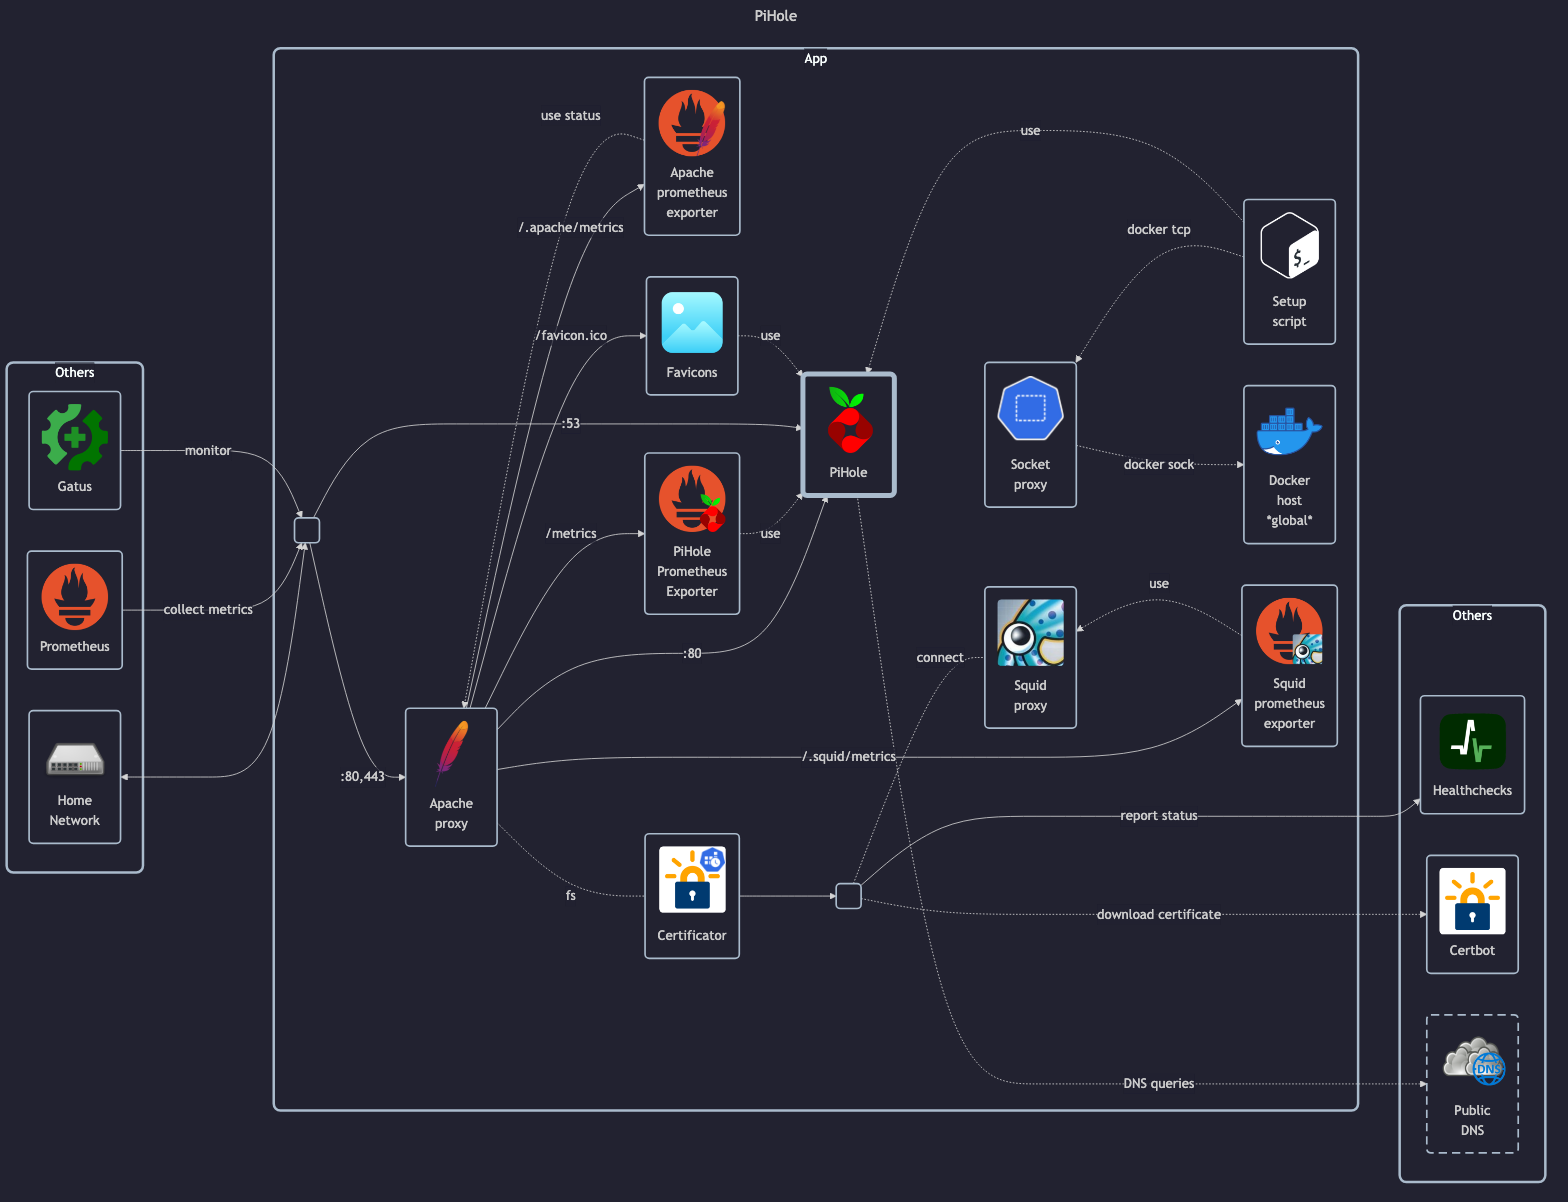 PiHole
App
use status
Apache
prometheus
exporter
/.apache/metrics
use
docker tcp
$_
Setup
script
/favicon.ico
Favicons
use
PiHole
:53
Socket
proxy
docker sock
Docker
host
*global*
Others
Gatus
monitor
Prometheus
collect metrics
Home
Network
/metrics
PiHole
Prometheus
Exporter
use
:80
:80,443
Apache
proxy
connect
Squid
proxy
use
Squid
prometheus
exporter
/.squid/metrics
fs
Certificator
report status
download certificate
DNS queries
Others
Healthchecks
Certbot
DNS
Public
DNS